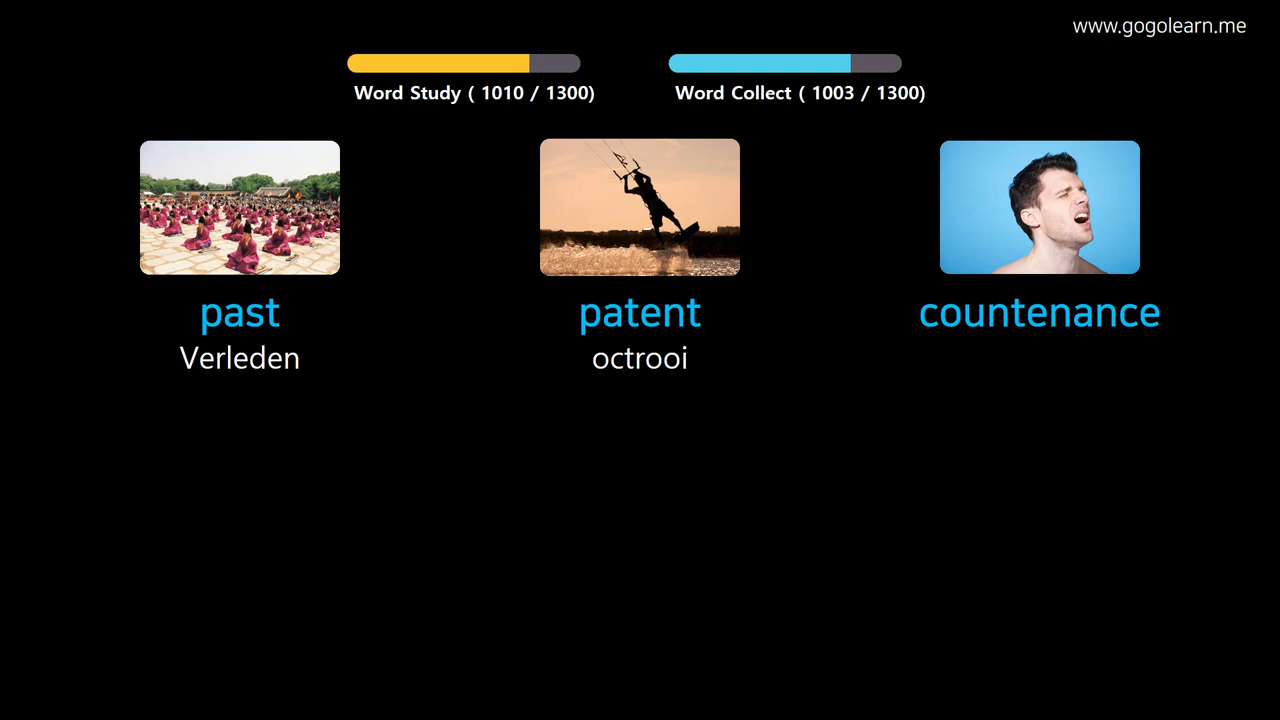 www.gogolearn.me
Word Study ( 1010 / 1300)
Word Collect ( 1003 / 1300)
past
Verleden
patent
octrooi
countenance